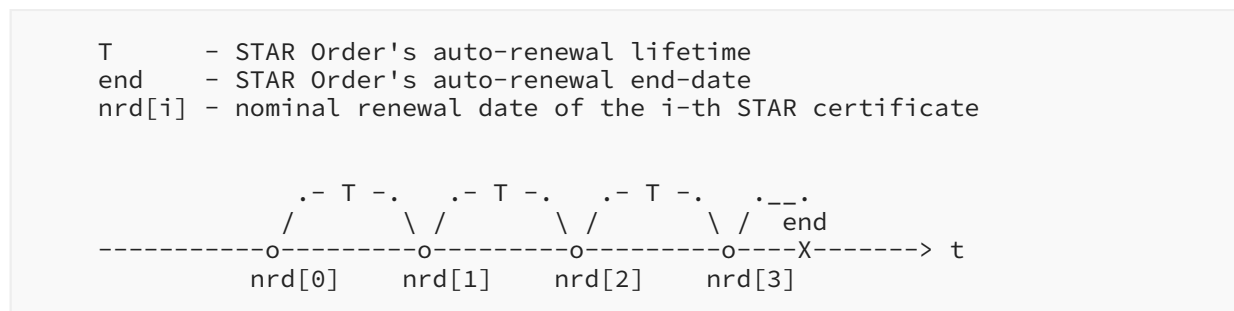 T      - STAR Order's auto-renewal lifetime
end    - STAR Order's auto-renewal end-date
nrd[i] - nominal renewal date of the i-th STAR certificate
.- T -.   .- T -.   .- T -.   .__.
/       \ /       \ /       \ /  end
-----------o---------o---------o---------o----X-------> t
nrd[0]    nrd[1]    nrd[2]    nrd[3]